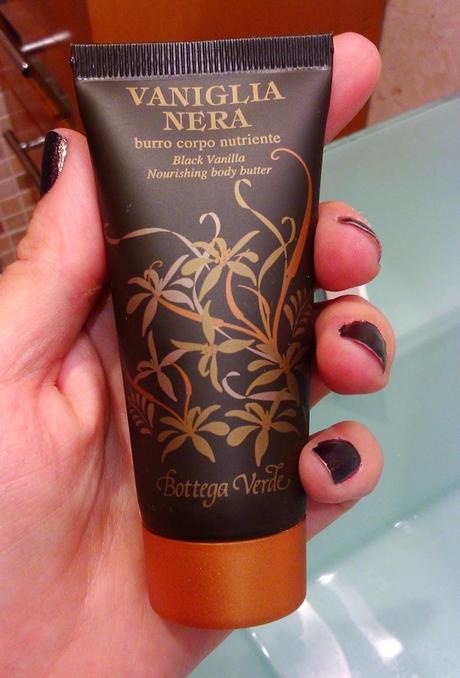 VANIGLIA
NERA
burro corpo nutriente
Black Vanilla
Nourishing body butter
Bottega Verde